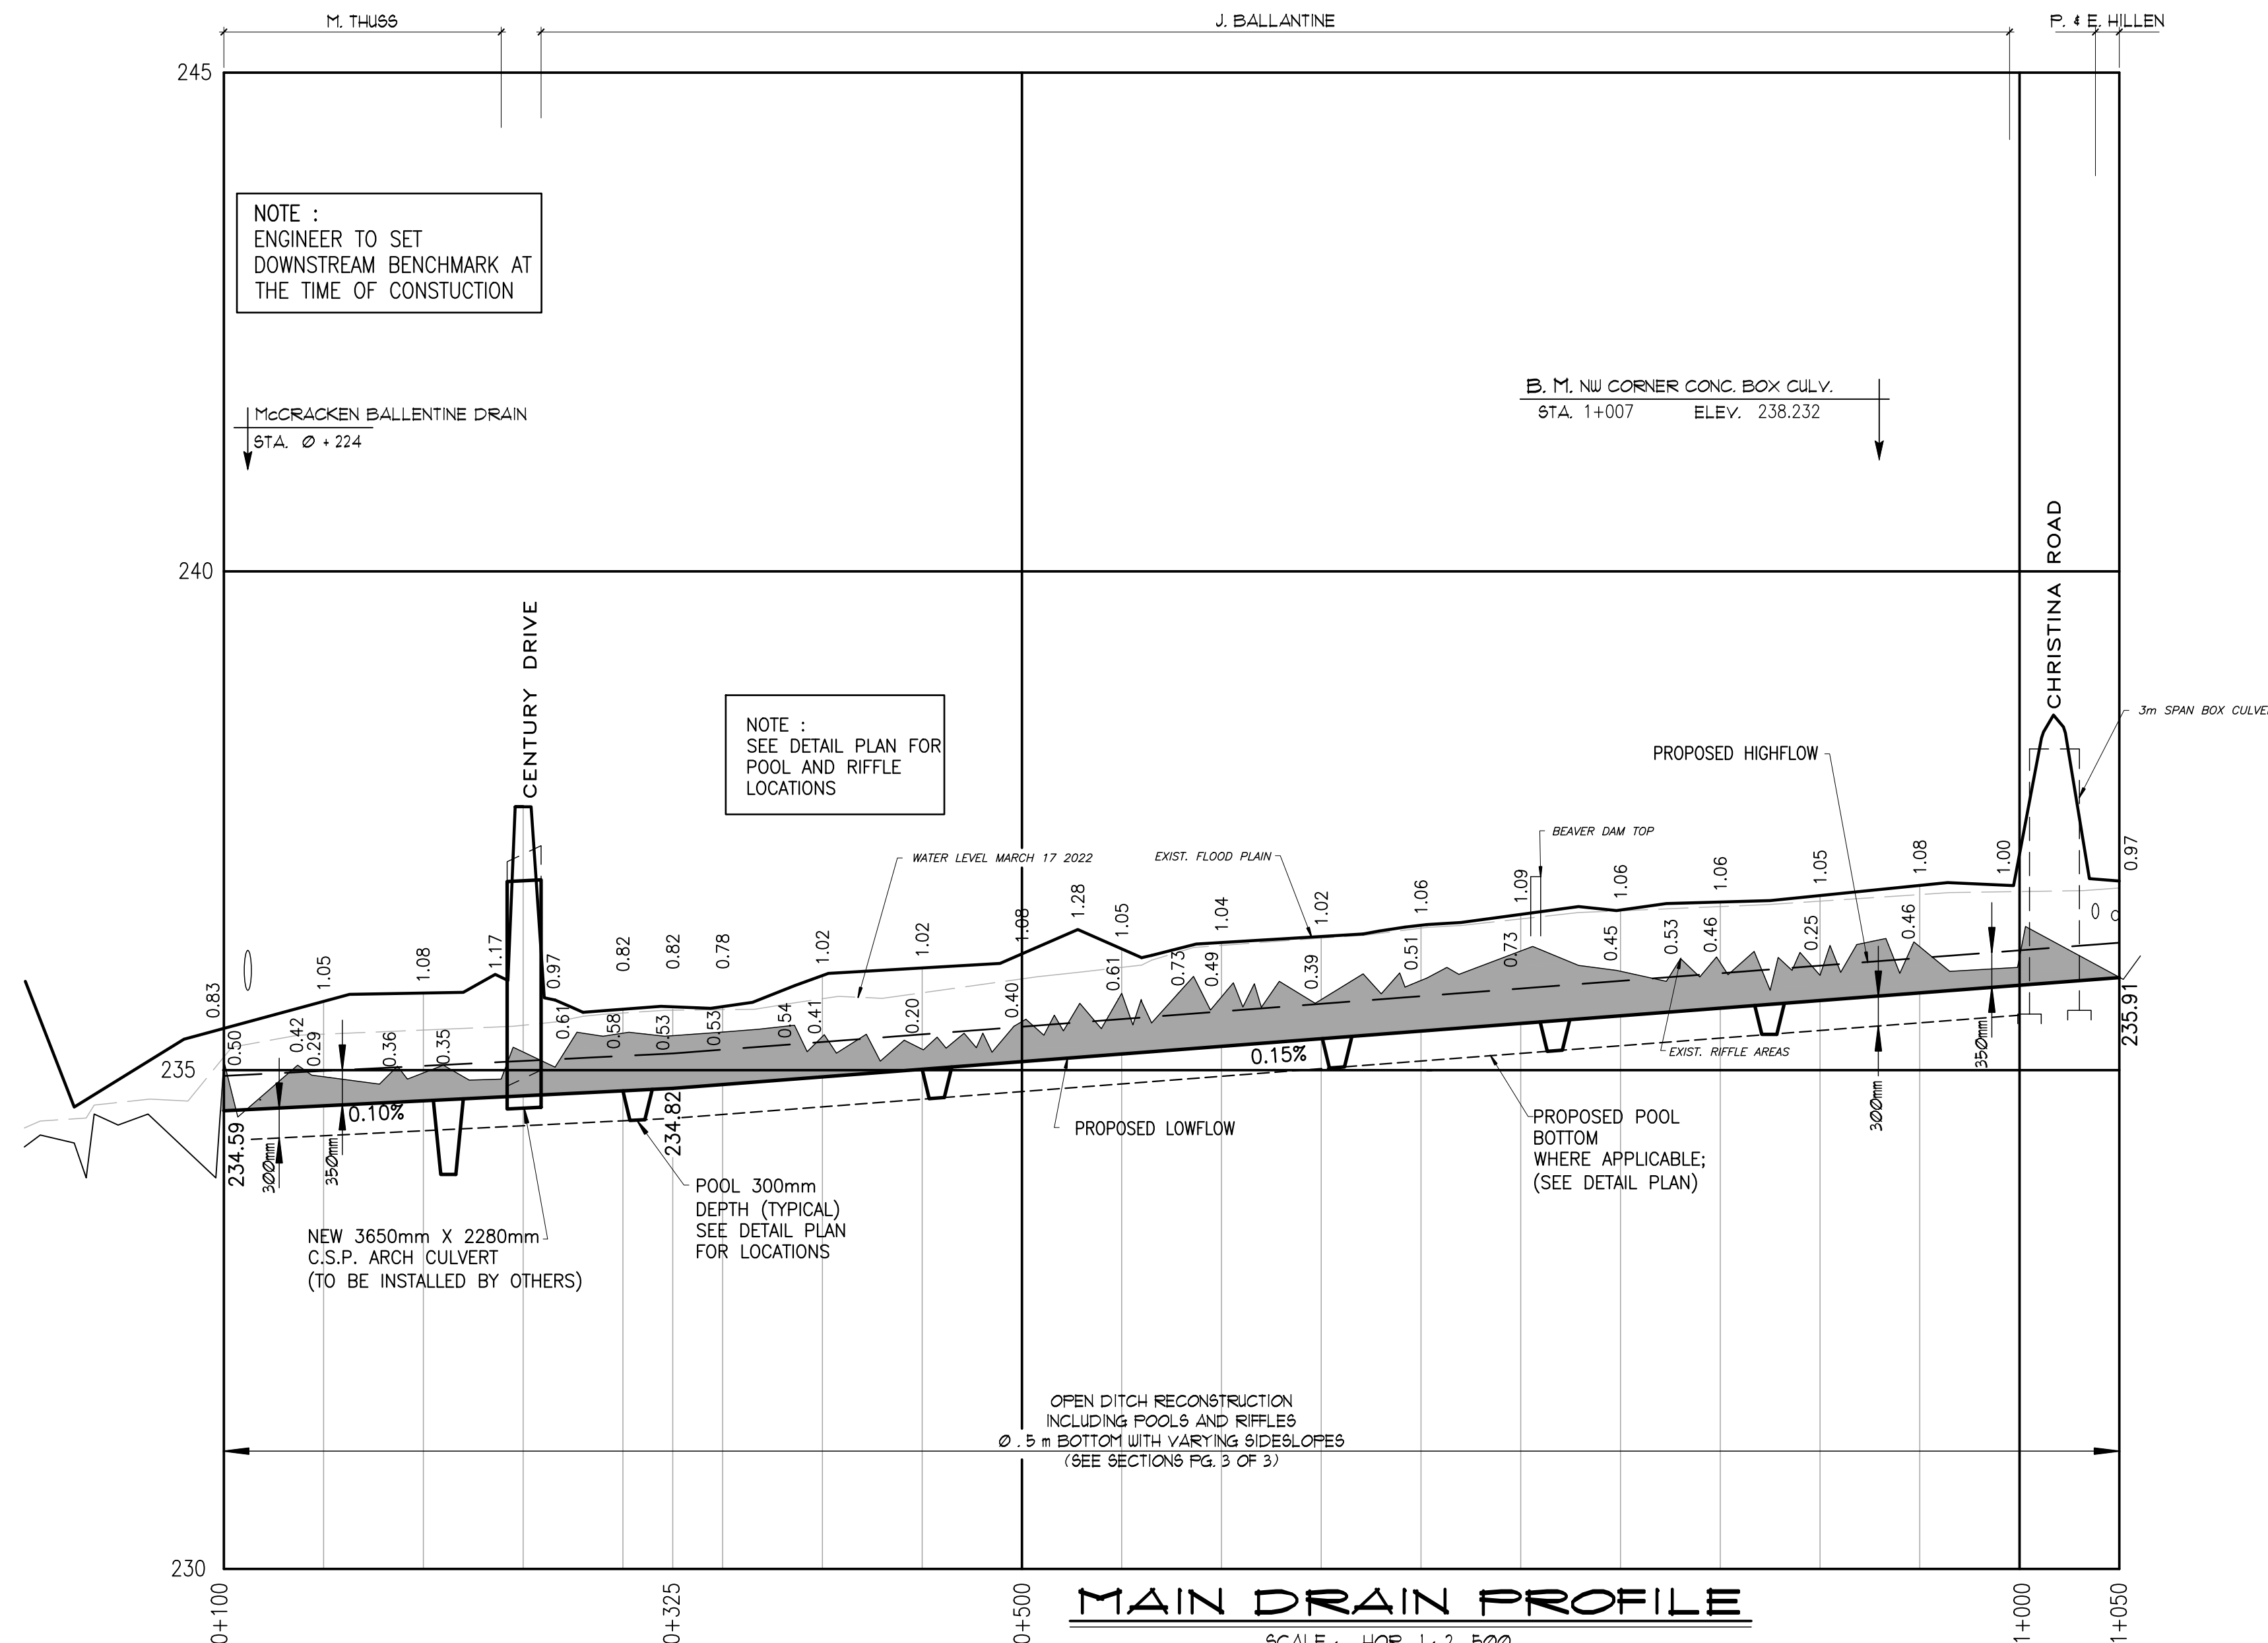 M. THUSS
J. BALLANTINE
P. & E. HILLEN
245
NOTE :
ENGINEER TO SET
DOWNSTREAM BENCHMARK AT
THE TIME OF CONSTUCTION
B. M. NW CORNER CONC. BOX CULV.
STA. 1+007 ELEV. 238.232
McCRACKEN BALLENTINE DRAIN
STA. Ø + 224
240
CENTURY DRIVE
CHRISTINA ROAD
3m SPAN BOX CULVE
NOTE :
SEE DETAIL PLAN FOR
POOL AND RIFFLE
LOCATIONS
PROPOSED HIGHFLOW
BEAVER DAM TOP
WATER LEVEL MARCH 17 2022
EXIST. FLOOD PLAIN
0.83
1.05
1.08
1.17
0.97
0.82
0.82
0.78
1.02
1.02
1.08
1.28
1.05
1.04
1.02
1.06
1.09
1.06
1.06
1.05
1.08
1.00
0.97
0.50
0.42
0.29
0.36
0.35
0.61
0.58
0.53
0.53
0.54
0.41
0.20
0.40
0.61
0.73
0.49
0.39
0.51
0.73
0.45
0.53
0.46
0.25
0.46
235
EXIST. RIFFLE AREAS
0.10%
0.15%
234.59
300mm
350mm
234.82
300mm
350mm
235.91
PROPOSED LOWFLOW
PROPOSED POOL
BOTTOM
WHERE APPLICABLE;
(SEE DETAIL PLAN)
POOL 300mm
DEPTH (TYPICAL)
SEE DETAIL PLAN
FOR LOCATIONS
NEW 3650mm X 2280mm
C.S.P. ARCH CULVERT
(TO BE INSTALLED BY OTHERS)
OPEN DITCH RECONSTRUCTION
INCLUDING POOLS AND RIFFLES
Ø . 5 m BOTTOM WITH VARYING SIDESLOPES
(SEE SECTIONS PG. 3 OF 3)
230
0+100
0+325
0+500
1+000
1+050
MAIN DRAIN PROFILE
SCALE : HOR. 1 : 2, 500